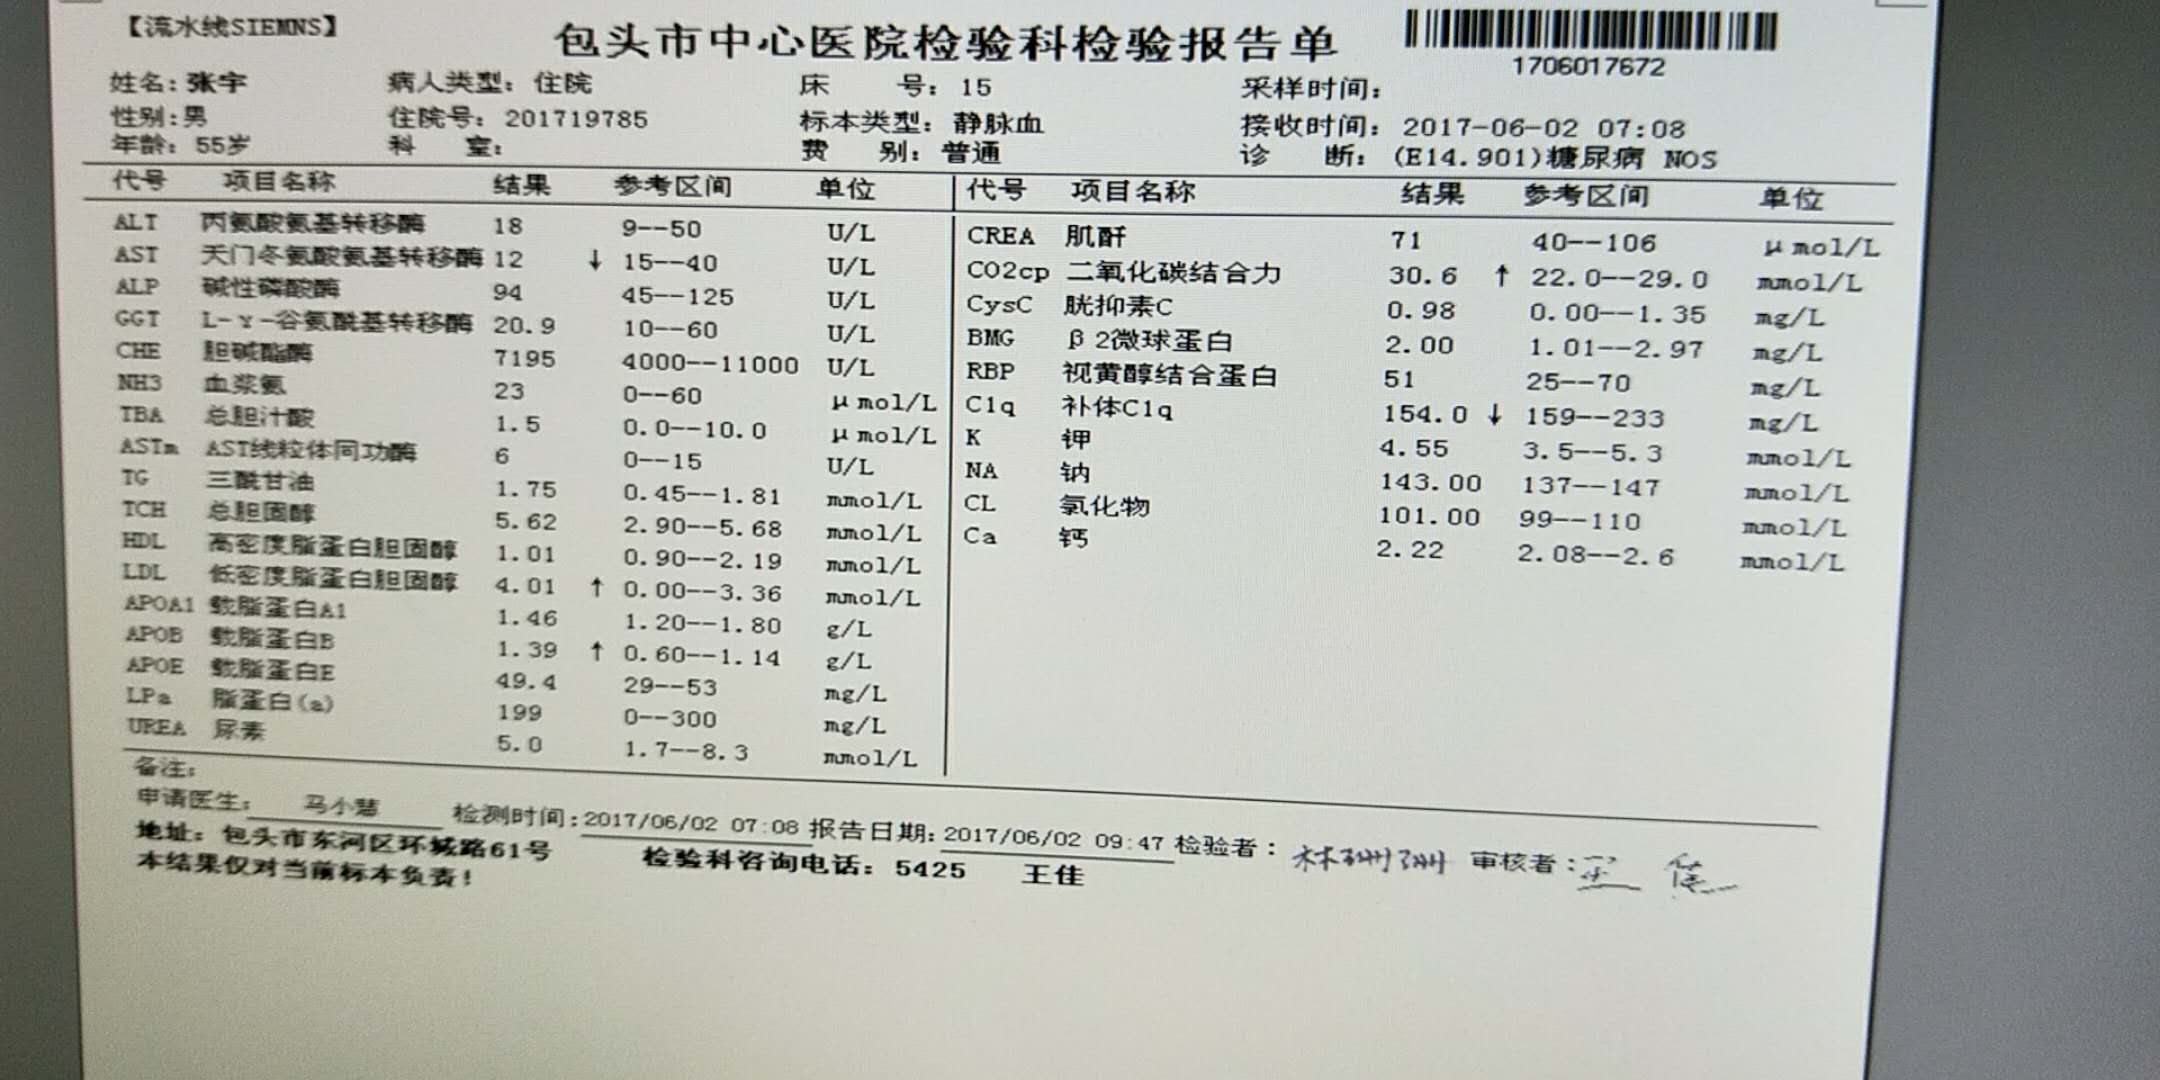 【流水线SIEMNS】
包头市中心医院检验科检验报告单
1706017672
姓名：张宇 病人类型：住院 床 号：15 采样时间：
性别：男 住院号：201719785 标本类型：静脉血 接收时间：2017-06-02 07:08
年龄：55岁 科 室： 费 别：普通 诊 断：(E14.901)糖尿病 NOS
代号 项目名称 结果 参考区间 单位
ALT 丙氨酸氨基转移酶 18 9--50 U/L
AST 天门冬氨酸氨基转移酶 12 ↓ 15--40 U/L
ALP 碱性磷酸酶 94 45--125 U/L
GGT L-γ-谷氨酰基转移酶 20.9 10--60 U/L
CHE 胆碱酯酶 7195 4000--11000 U/L
NH3 血浆氨 23 0--60 μmol/L
TBA 总胆汁酸 1.5 0.0--10.0 μmol/L
ASTm AST线粒体同功酶 6 0--15 U/L
TG 三酰甘油 1.75 0.45--1.81 mmol/L
TCH 总胆固醇 5.62 2.90--5.68 mmol/L
HDL 高密度脂蛋白胆固醇 1.01 0.90--2.19 mmol/L
LDL 低密度脂蛋白胆固醇 4.01 ↑ 0.00--3.36 mmol/L
APOA1 载脂蛋白A1 1.46 1.20--1.80 g/L
APOB 载脂蛋白B 1.39 ↑ 0.60--1.14 g/L
APOE 载脂蛋白E 49.4 29--53 mg/L
LPa 脂蛋白(a) 199 0--300 mg/L
UREA 尿素 5.0 1.7--8.3 mmol/L
代号 项目名称 结果 参考区间 单位
CREA 肌酐 71 40--106 μmol/L
CO2cp 二氧化碳结合力 30.6 ↑ 22.0--29.0 mmol/L
CysC 胱抑素C 0.98 0.00--1.35 mg/L
BMG β2微球蛋白 2.00 1.01--2.97 mg/L
RBP 视黄醇结合蛋白 51 25--70 mg/L
C1q 补体C1q 154.0 ↓ 159--233 mg/L
K 钾 4.55 3.5--5.3 mmol/L
NA 钠 143.00 137--147 mmol/L
CL 氯化物 101.00 99--110 mmol/L
Ca 钙 2.22 2.08--2.6 mmol/L
备注：
申请医生： 马小慧 检测时间：2017/06/02 07:08 报告日期：2017/06/02 09:47 检验者： 审核者：王佳
地址：包头市东河区环城路61号 检验科咨询电话：5425 王佳
本结果仅对当前标本负责！